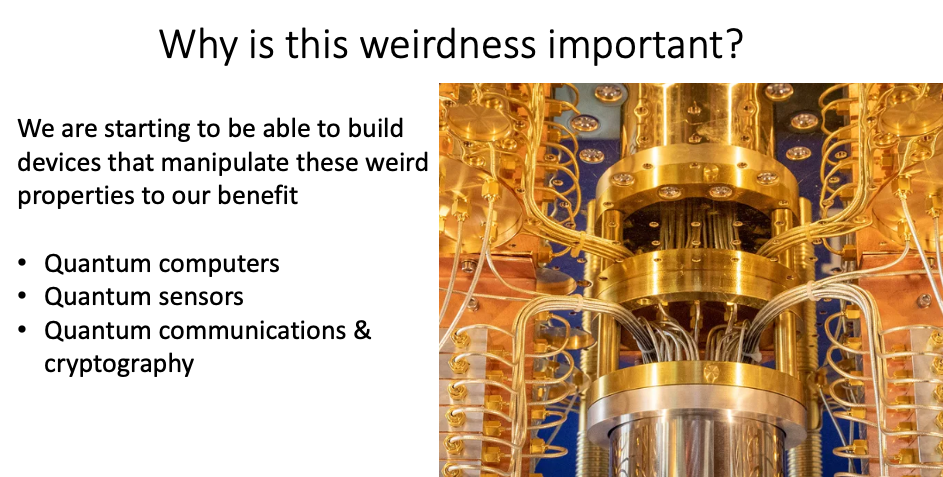 Why is this weirdness important?
We are starting to be able to build
devices that manipulate these weird
properties to our benefit
• Quantum computers
• Quantum sensors
• Quantum communications &
cryptography